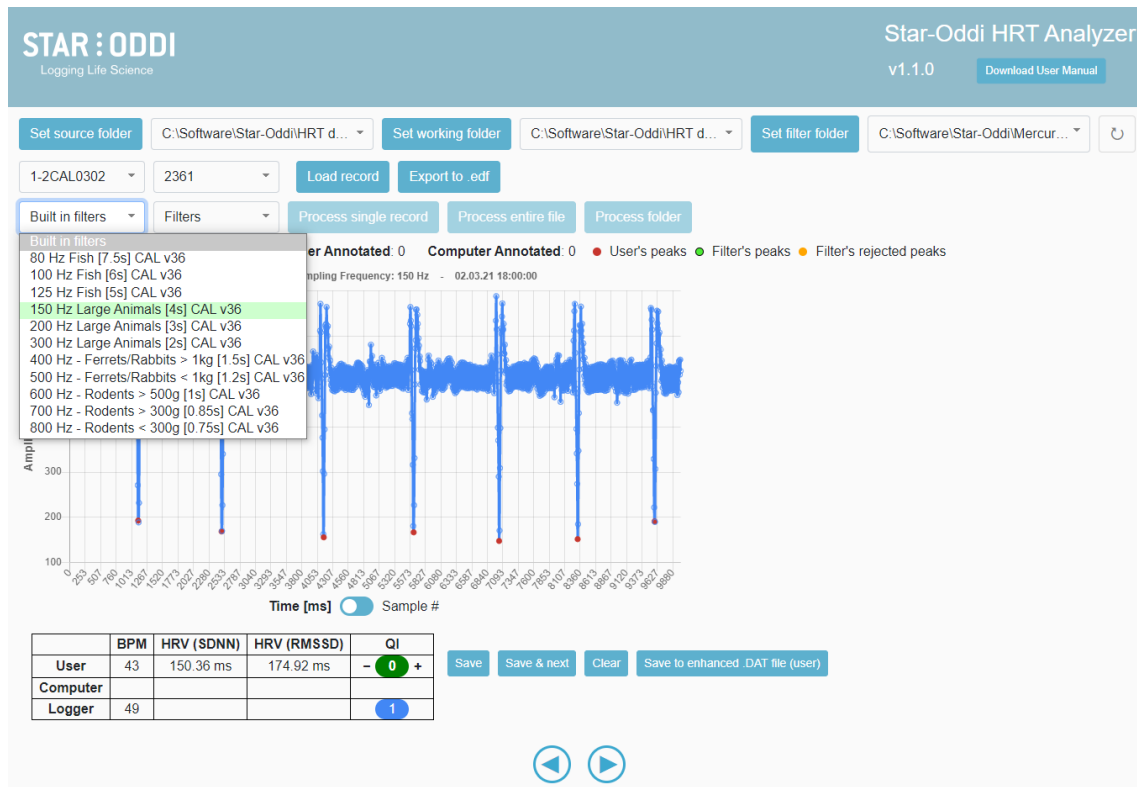 STAR:ODDI
Logging Life Science
Star-Oddi HRT Analyzer
v1.1.0 Download User Manual
Set source folder C:\Software\Star-Oddi\HRT d... Set working folder C:\Software\Star-Oddi\HRT d... Set filter folder C:\Software\Star-Oddi\Mercur...
1-2CAL0302 2361 Load record Export to .edf
Built in filters Filters Process single record Process entire file Process folder
Built in filters
80 Hz Fish [7.5s] CAL v36
100 Hz Fish [6s] CAL v36
125 Hz Fish [5s] CAL v36
150 Hz Large Animals [4s] CAL v36
200 Hz Large Animals [3s] CAL v36
300 Hz Large Animals [2s] CAL v36
400 Hz - Ferrets/Rabbits > 1kg [1.5s] CAL v36
500 Hz - Ferrets/Rabbits < 1kg [1.2s] CAL v36
600 Hz - Rodents > 500g [1s] CAL v36
700 Hz - Rodents > 300g [0.85s] CAL v36
800 Hz - Rodents < 300g [0.75s] CAL v36
er Annotated: 0 Computer Annotated: 0 User's peaks Filter's peaks Filter's rejected peaks
mpling Frequency: 150 Hz - 02.03.21 18:00:00
Ampli
300
200
100
0 253 507 760 1013 1267 1520 1773 2027 2280 2533 2787 3040 3293 3547 3800 4053 4307 4560 4813 5067 5320 5573 5827 6080 6333 6587 6840 7093 7347 7600 7853 8107 8360 8613 8867 9120 9373 9627 9880
Time [ms] Sample #
BPM HRV (SDNN) HRV (RMSSD) QI
User 43 150.36 ms 174.92 ms − 0 +
Computer
Logger 49 1
Save Save & next Clear Save to enhanced .DAT file (user)